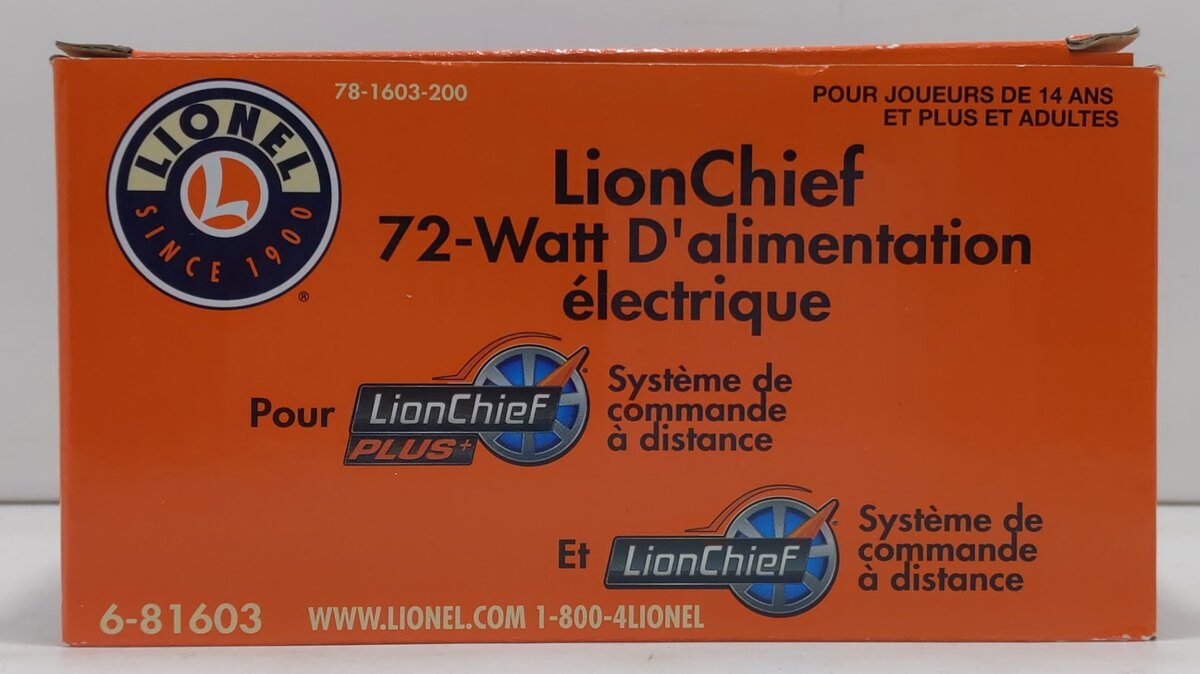 LIONEL
L
SINCE 1900
®
78-1603-200
POUR JOUEURS DE 14 ANS
ET PLUS ET ADULTES
LionChief
72-Watt D'alimentation
électrique
Pour
LionChief
PLUS+
Système de
commande
à distance
Et
LionChief
Système de
commande
à distance
6-81603
WWW.LIONEL.COM 1-800-4LIONEL